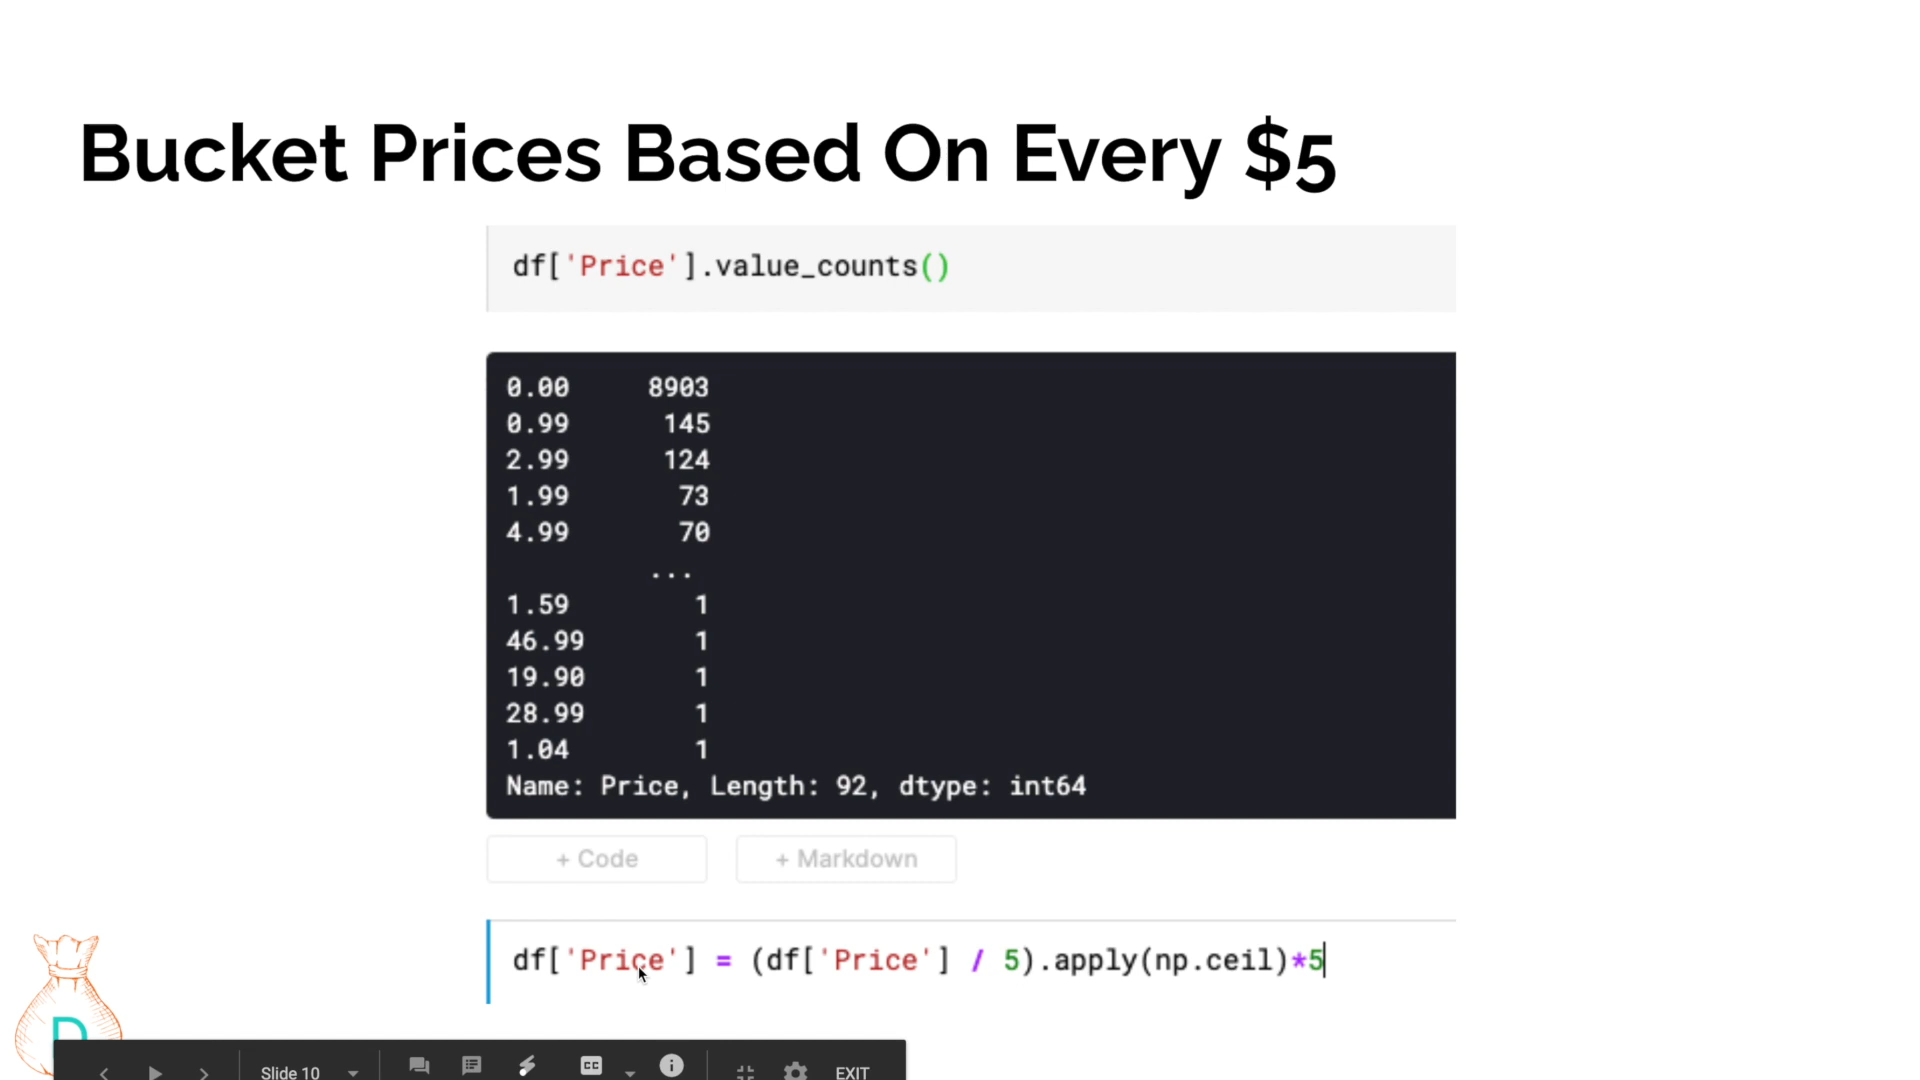 Bucket Prices Based On Every $5
df['Price'].value_counts()
0.00 8903
0.99 145
2.99 124
1.99 73
4.99 70
...
1.59 1
46.99 1
19.90 1
28.99 1
1.04 1
Name: Price, Length: 92, dtype: int64
+ Code + Markdown
df['Price'] = (df['Price'] / 5).apply(np.ceil)*5
D
Slide 10 CC EXIT